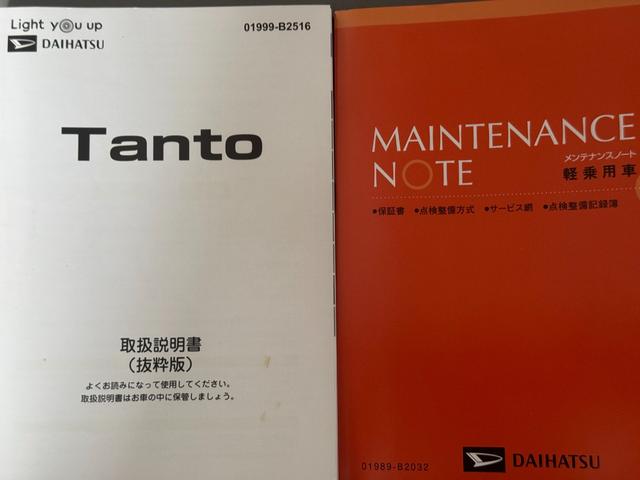 Light you up
DAIHATSU
01999-B2516
Tanto
取扱説明書
（抜粋版）
よくお読みになって使用してください。
取扱説明書はお車の中に保管しましょう。
MAINTENANCE
NOTE
メンテナンスノート
軽乗用車
●保証書 ●点検整備方式 ●サービス網 ●点検整備記録簿
01989-B2032
DAIHATSU